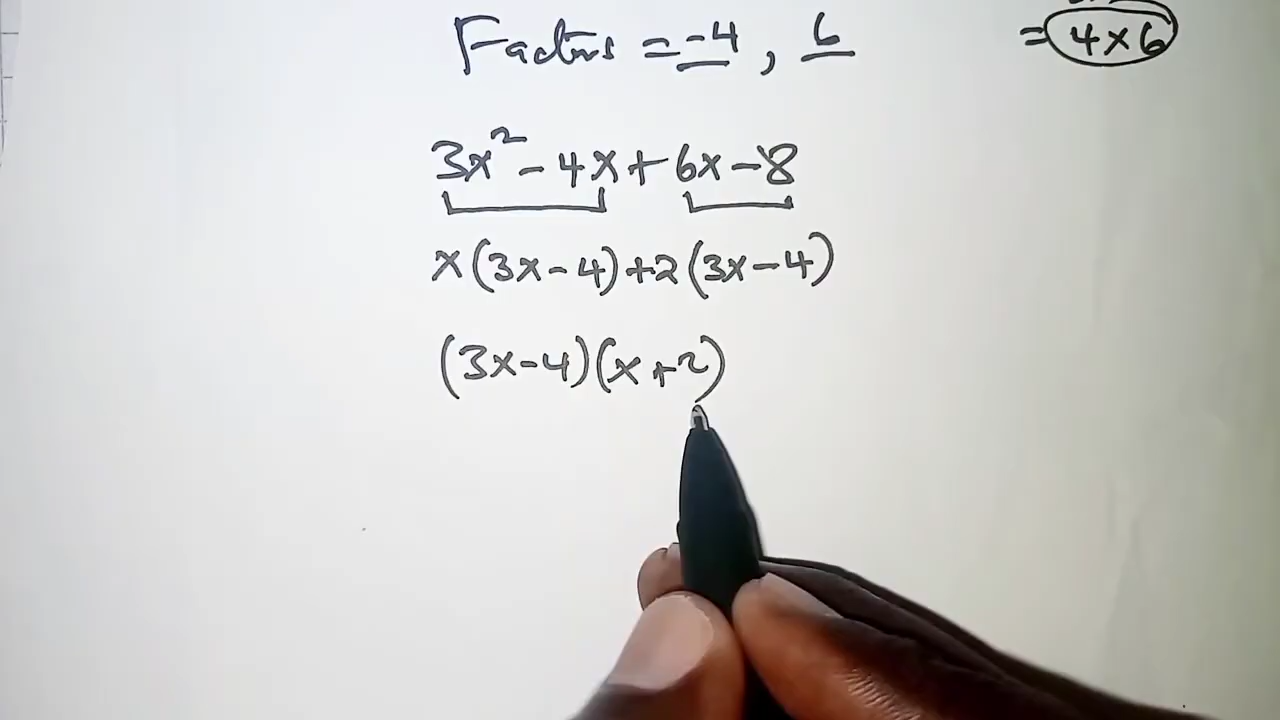 Factors = -4 , 6
= 4 x 6
3x² - 4x + 6x - 8
x(3x - 4) + 2(3x - 4)
(3x - 4)(x + 2)